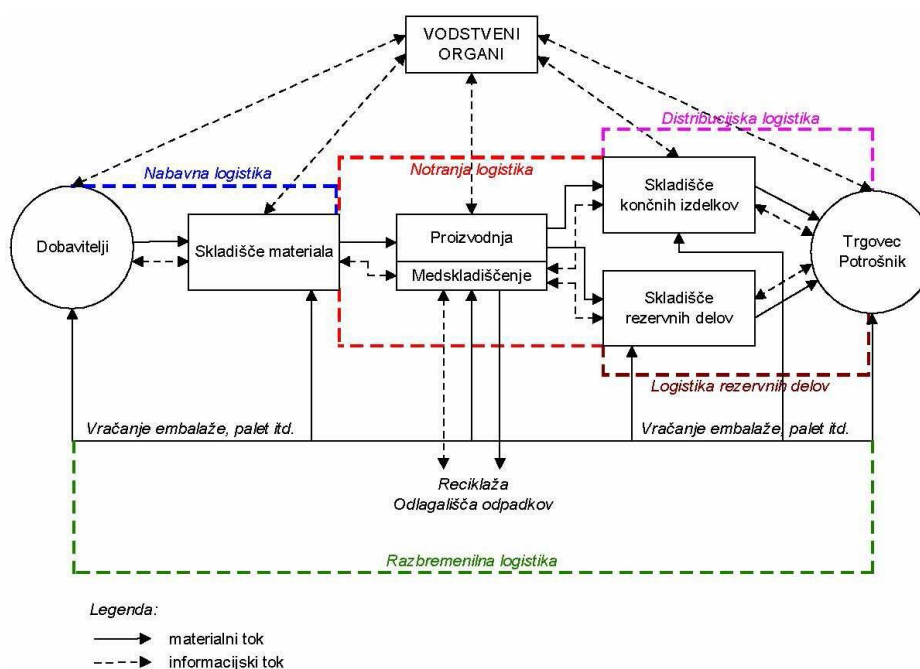 VODSTVENI
ORGANI
Distribucijska logistika
Nabavna logistika
Notranja logistika
Dobavitelji
Skladišče materiala
Proizvodnja
Medskladiščenje
Skladišče
končnih izdelkov
Trgovec
Potrošnik
Skladišče
rezervnih delov
Logistika rezervnih delov
Vračanje embalaže, palet itd.
Vračanje embalaže, palet itd.
Reciklaža
Odlagališča odpadkov
Razbremenilna logistika
Legenda:
materialni tok
informacijski tok